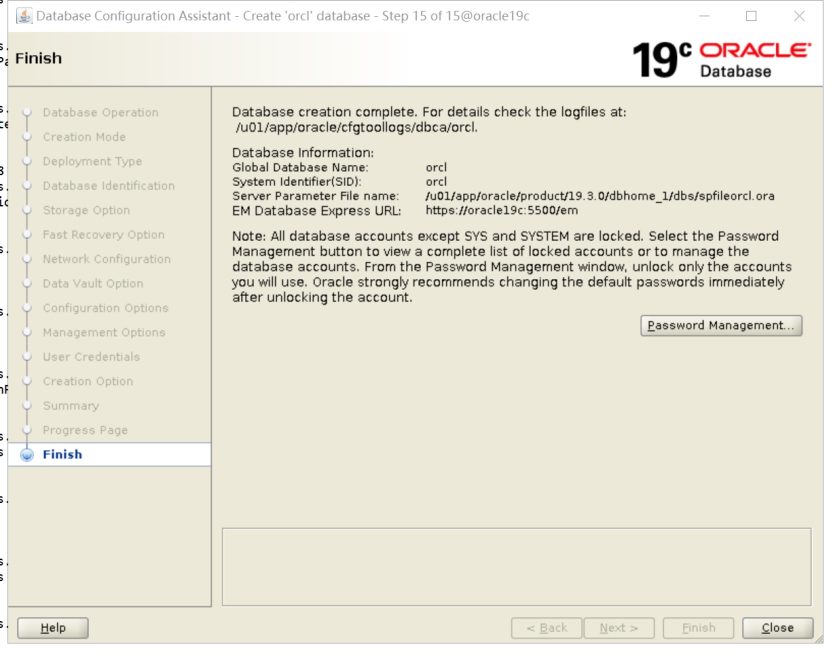 Database Configuration Assistant - Create 'orcl' database - Step 15 of 15@oracle19c
Finish
19c ORACLE
Database
Database Operation
Creation Mode
Deployment Type
Database Identification
Storage Option
Fast Recovery Option
Network Configuration
Data Vault Option
Configuration Options
Management Options
User Credentials
Creation Option
Summary
Progress Page
Finish
Database creation complete. For details check the logfiles at:
/u01/app/oracle/cfgtoollogs/dbca/orcl.
Database Information:
Global Database Name: orcl
System Identifier(SID): orcl
Server Parameter File name: /u01/app/oracle/product/19.3.0/dbhome_1/dbs/spfileorcl.ora
EM Database Express URL: https://oracle19c:5500/em
Note: All database accounts except SYS and SYSTEM are locked. Select the Password
Management button to view a complete list of locked accounts or to manage the
database accounts. From the Password Management window, unlock only the accounts
you will use. Oracle strongly recommends changing the default passwords immediately
after unlocking the account.
Password Management...
Help
< Back
Next >
Finish
Close